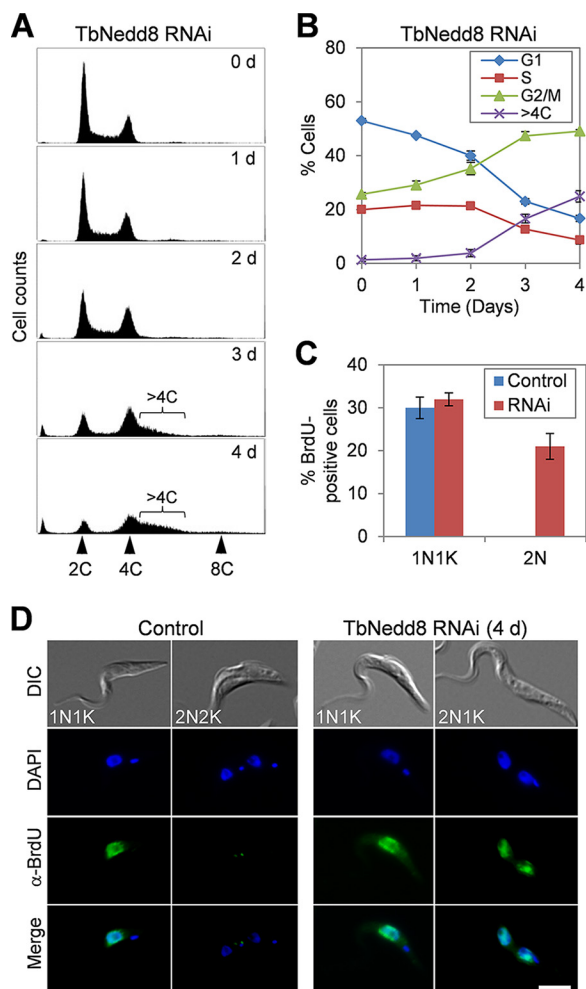 A
TbNedd8 RNAi
0 d
1 d
2 d
3 d
>4C
4 d
>4C
Cell counts
2C 4C 8C
B
TbNedd8 RNAi
G1
S
G2/M
>4C
80
60
40
20
0
% Cells
0 1 2 3 4
Time (Days)
C
Control
RNAi
40
30
20
10
0
% BrdU-
positive cells
1N1K 2N
D
Control TbNedd8 RNAi (4 d)
DIC
1N1K 2N2K 1N1K 2N1K
DAPI
α-BrdU
Merge